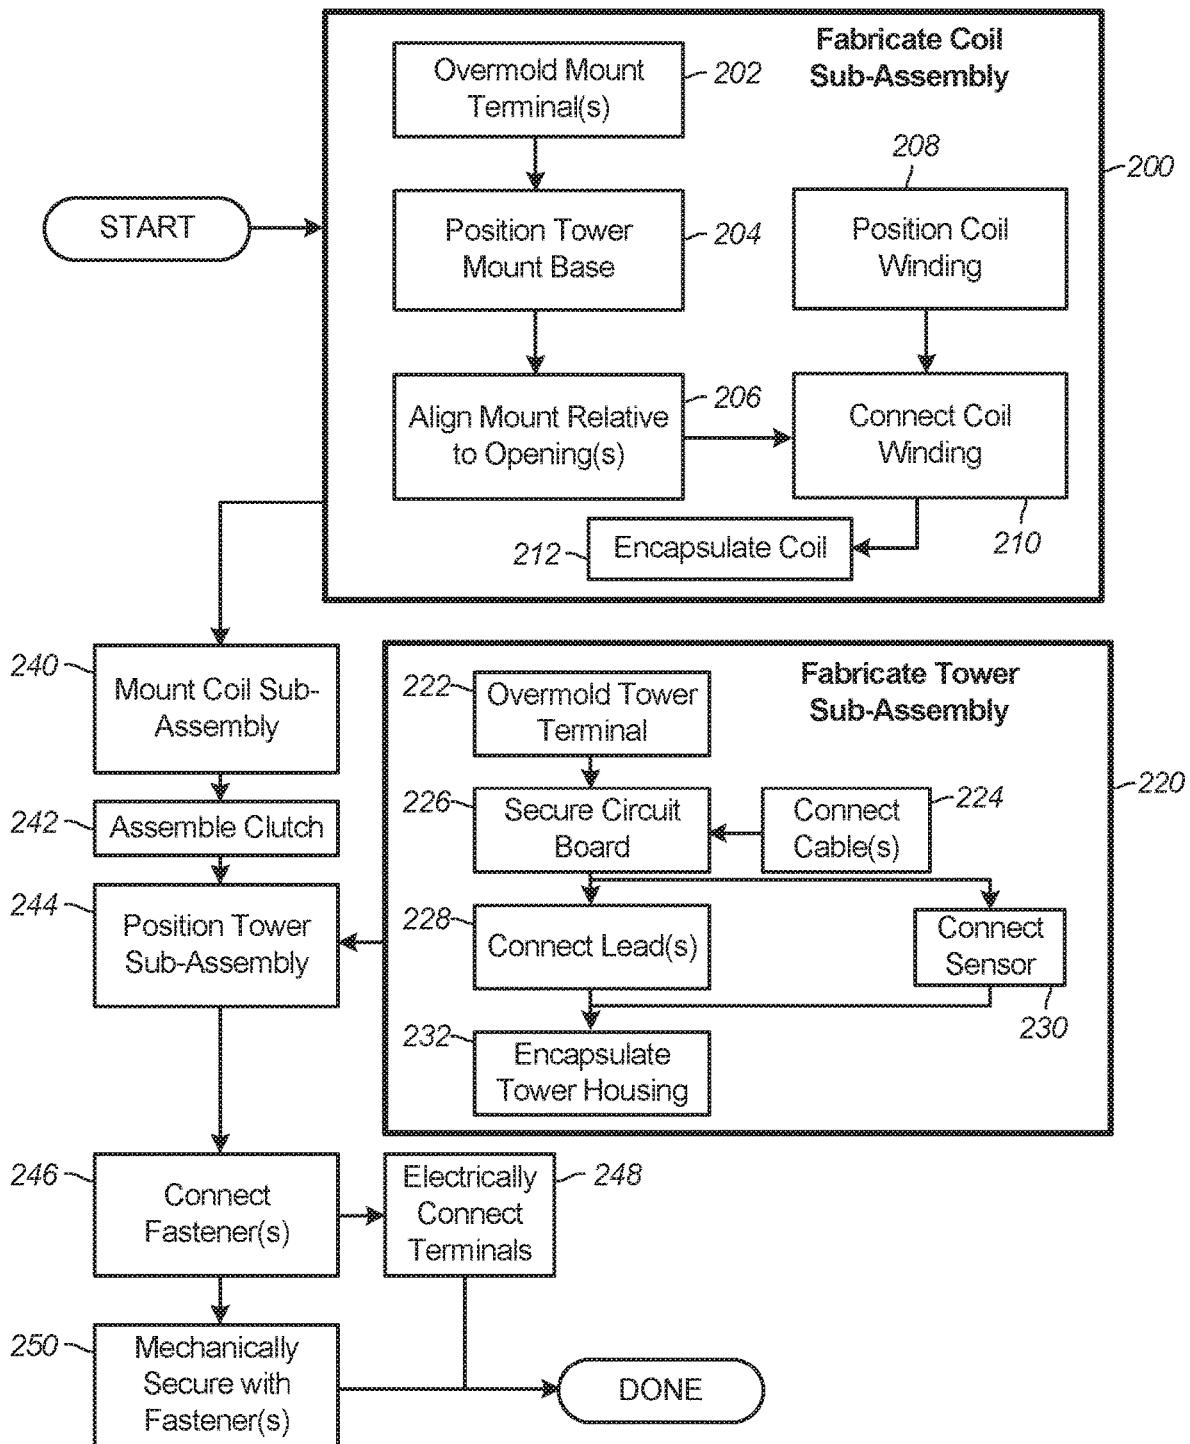 Fabricate Coil
Sub-Assembly
200
START
Overmold Mount
Terminal(s)
202
Position Tower
Mount Base
204
208
Position Coil
Winding
Align Mount Relative
to Opening(s)
206
Connect Coil
Winding
210
212
Encapsulate Coil
240
Mount Coil Sub-
Assembly
242
Assemble Clutch
244
Position Tower
Sub-Assembly
Fabricate Tower
Sub-Assembly
220
222
Overmold Tower
Terminal
226
Secure Circuit
Board
224
Connect
Cable(s)
228
Connect Lead(s)
Connect
Sensor
230
232
Encapsulate
Tower Housing
246
Connect
Fastener(s)
248
Electrically
Connect
Terminals
250
Mechanically
Secure with
Fastener(s)
DONE